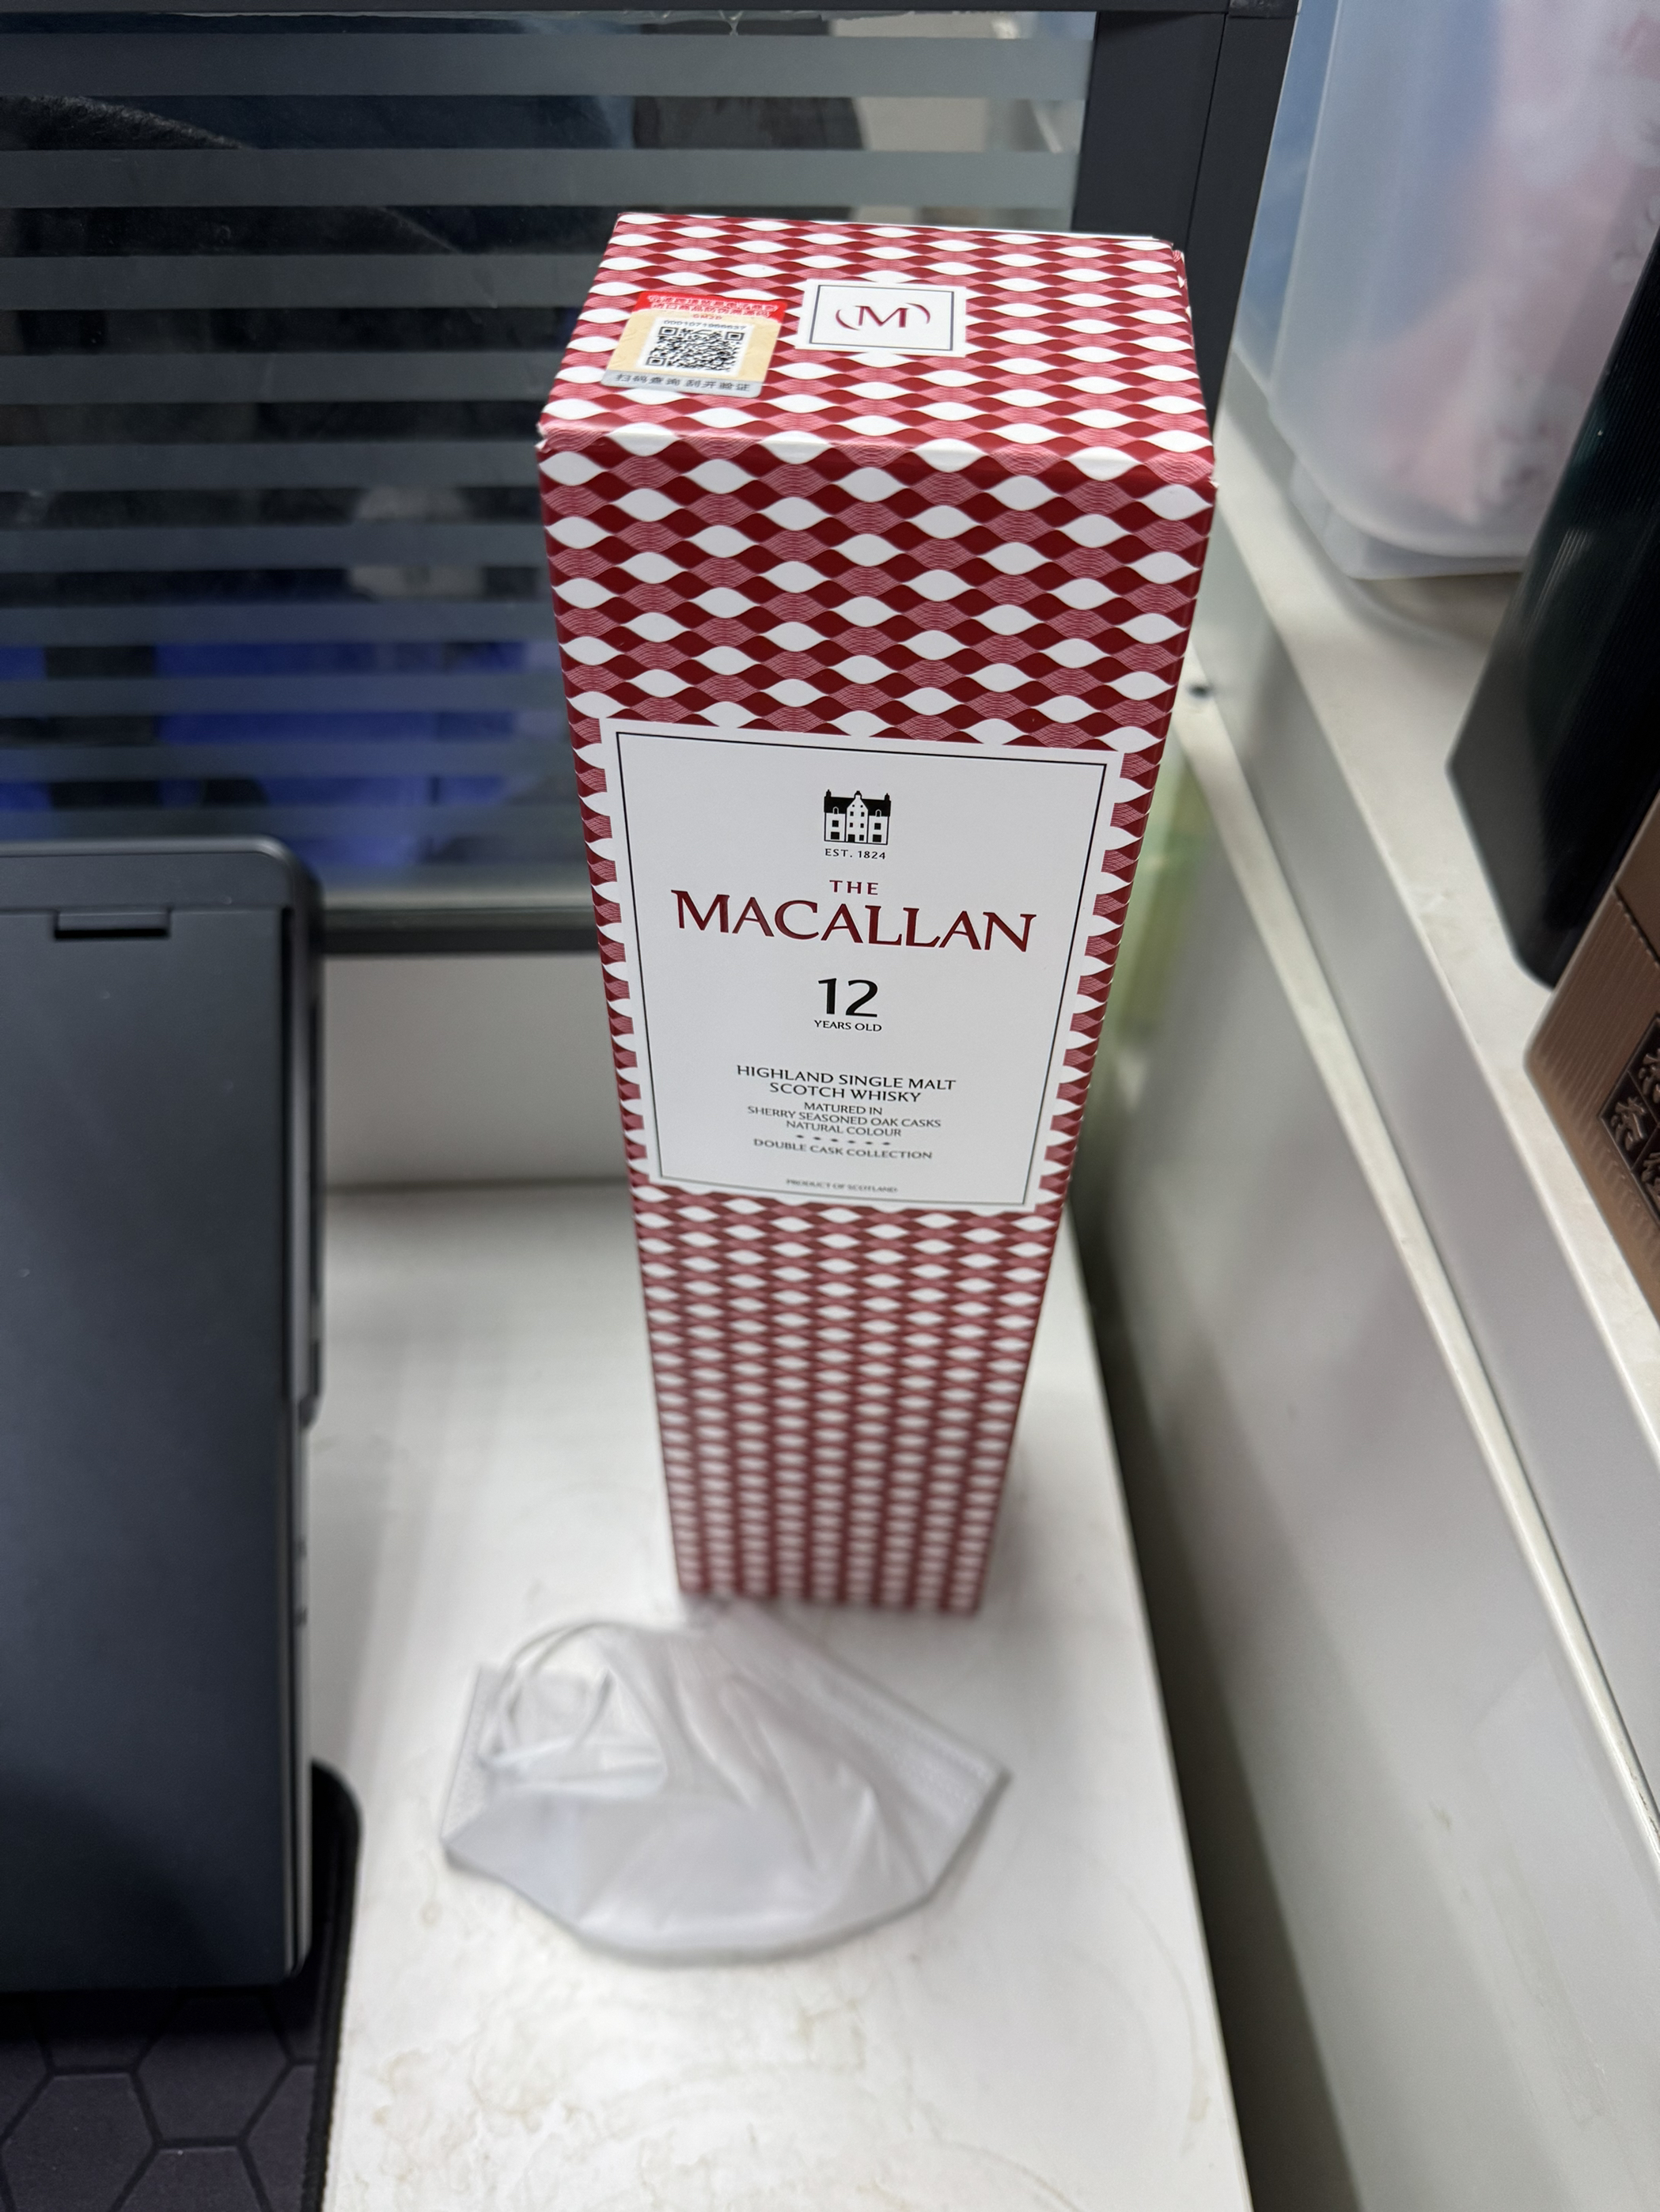 M
扫码查询 刮开验证
EST. 1824
THE
MACALLAN
12
YEARS OLD
HIGHLAND SINGLE MALT
SCOTCH WHISKY
MATURED IN
SHERRY SEASONED OAK CASKS
NATURAL COLOUR
DOUBLE CASK COLLECTION
PRODUCT OF SCOTLAND